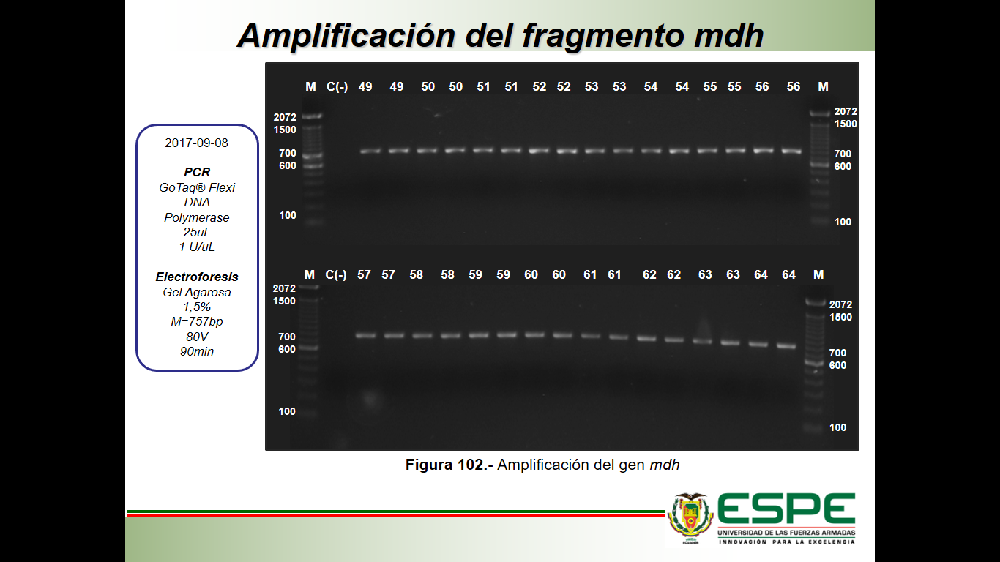 Amplificación del fragmento mdh
2017-09-08
PCR
GoTaq® Flexi
DNA
Polymerase
25uL
1 U/uL
Electroforesis
Gel Agarosa
1,5%
M=757bp
80V
90min
M C(-) 49 49 50 50 51 51 52 52 53 53 54 54 55 55 56 56 M
2072 2072
1500 1500
700 700
600 600
100 100
M C(-) 57 57 58 58 59 59 60 60 61 61 62 62 63 63 64 64 M
2072 2072
1500 1500
700 700
600 600
100 100
Figura 102.- Amplificación del gen mdh
ECUADOR
ESPE
UNIVERSIDAD DE LAS FUERZAS ARMADAS
INNOVACIÓN PARA LA EXCELENCIA